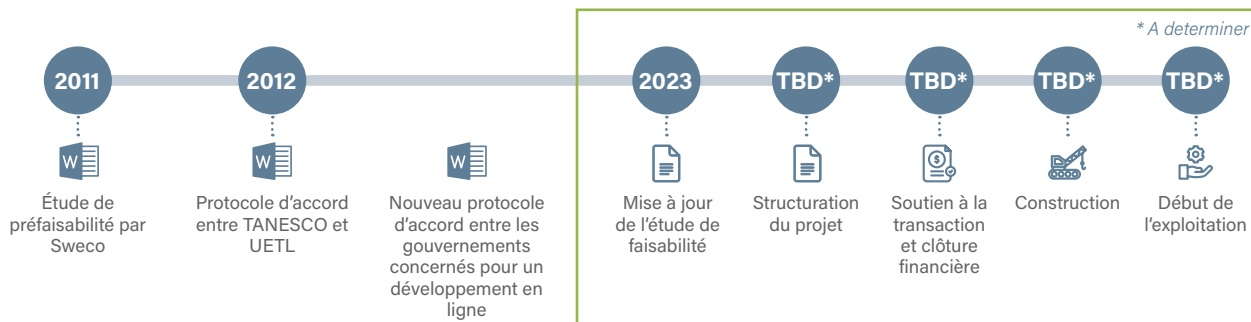 * A determiner
2011
2012
2023
TBD*
TBD*
TBD*
TBD*
W
Étude de
préfaisabilité par
Sweco
W
Protocole d'accord
entre TANESCO et
UETL
W
Nouveau protocole
d'accord entre les
gouvernements
concernés pour un
développement en
ligne
Mise à jour
de l'étude de
faisabilité
Structuration
du projet
$
Soutien à la
transaction
et clôture
financière
Construction
Début de
l'exploitation